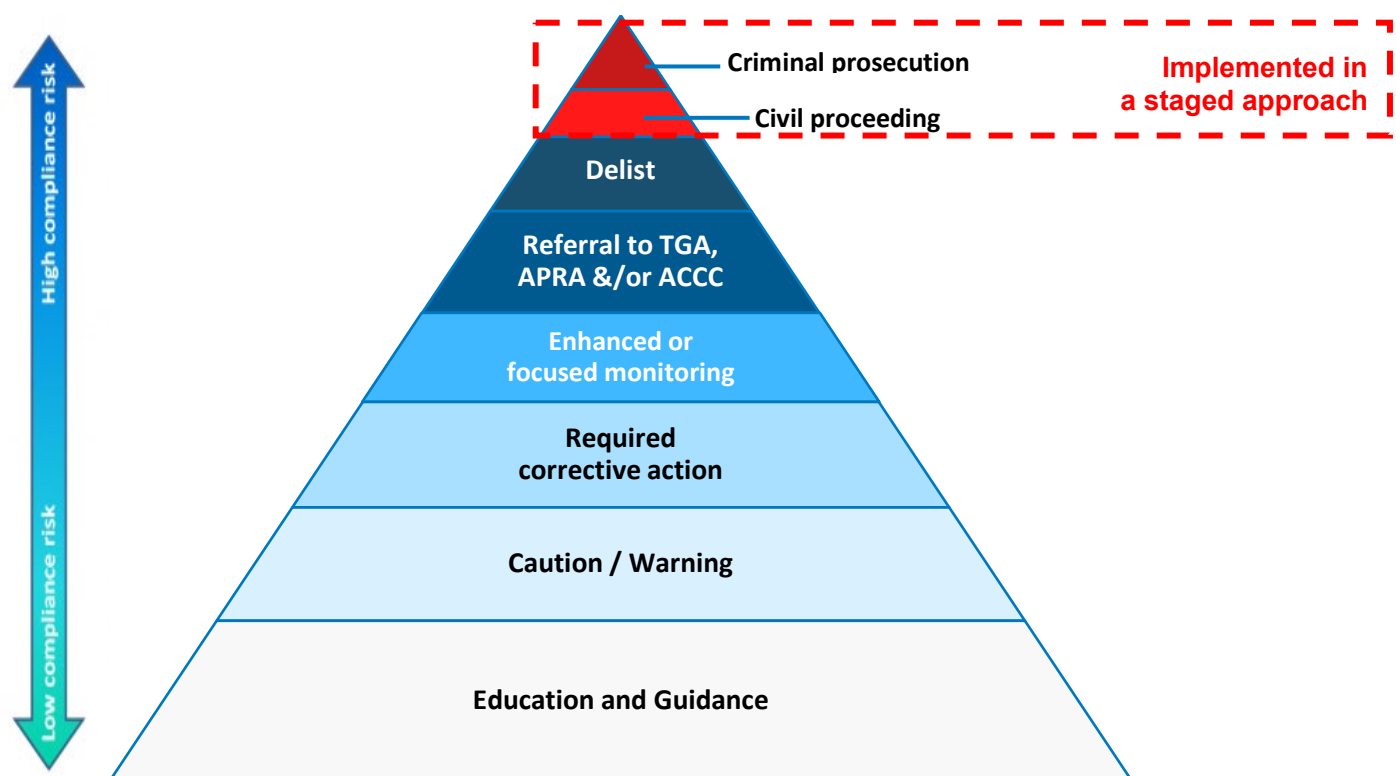 High compliance risk
Low compliance risk
Criminal prosecution
Civil proceeding
Implemented in
a staged approach
Delist
Referral to TGA,
APRA &/or ACCC
Enhanced or
focused monitoring
Required
corrective action
Caution / Warning
Education and Guidance